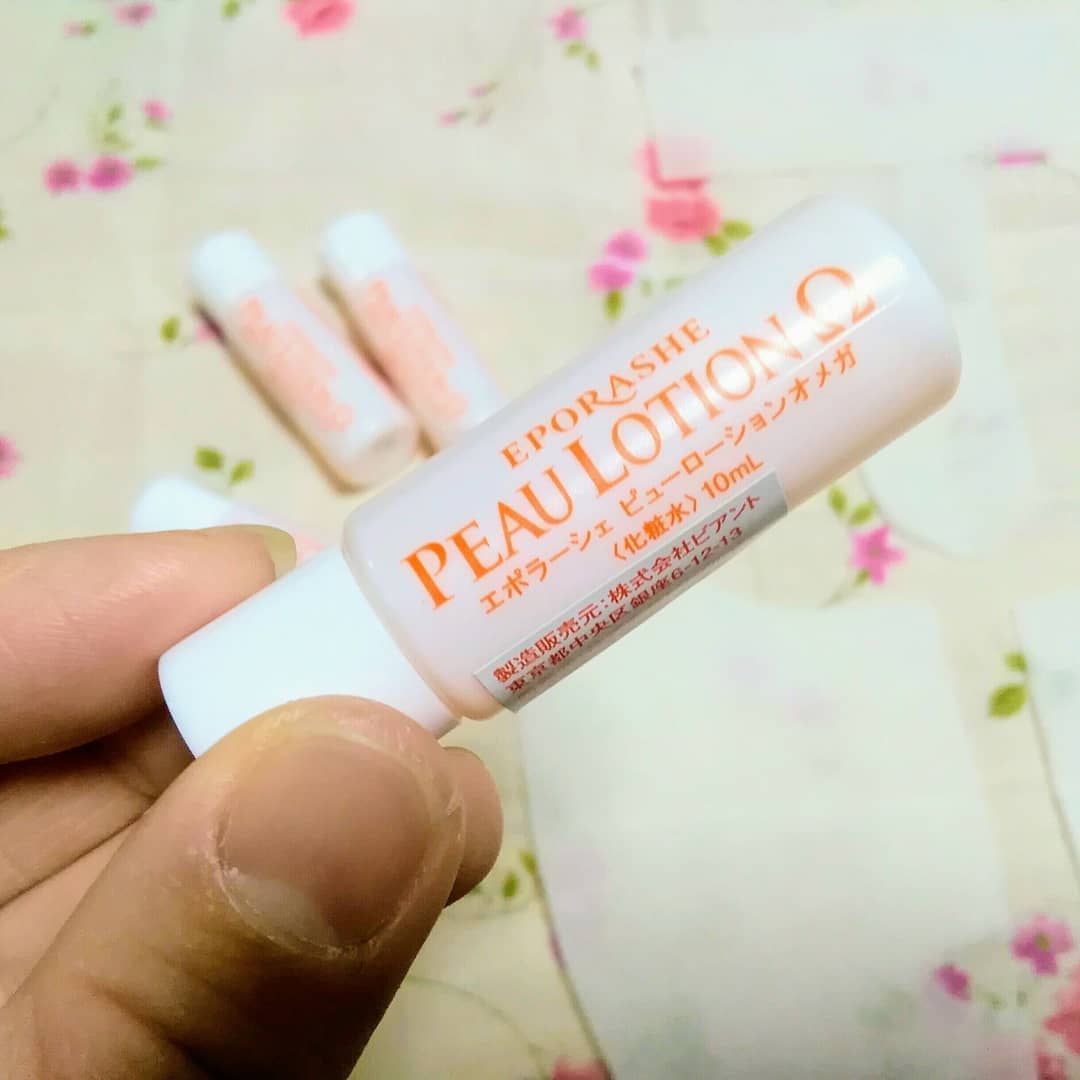 EPORASHE
PEAU LOTION Ω
エポラーシェ ピューローションオメガ
〈化粧水〉10mL
製造販売元:株式会社ビアント
東京都中央区銀座6-12-13